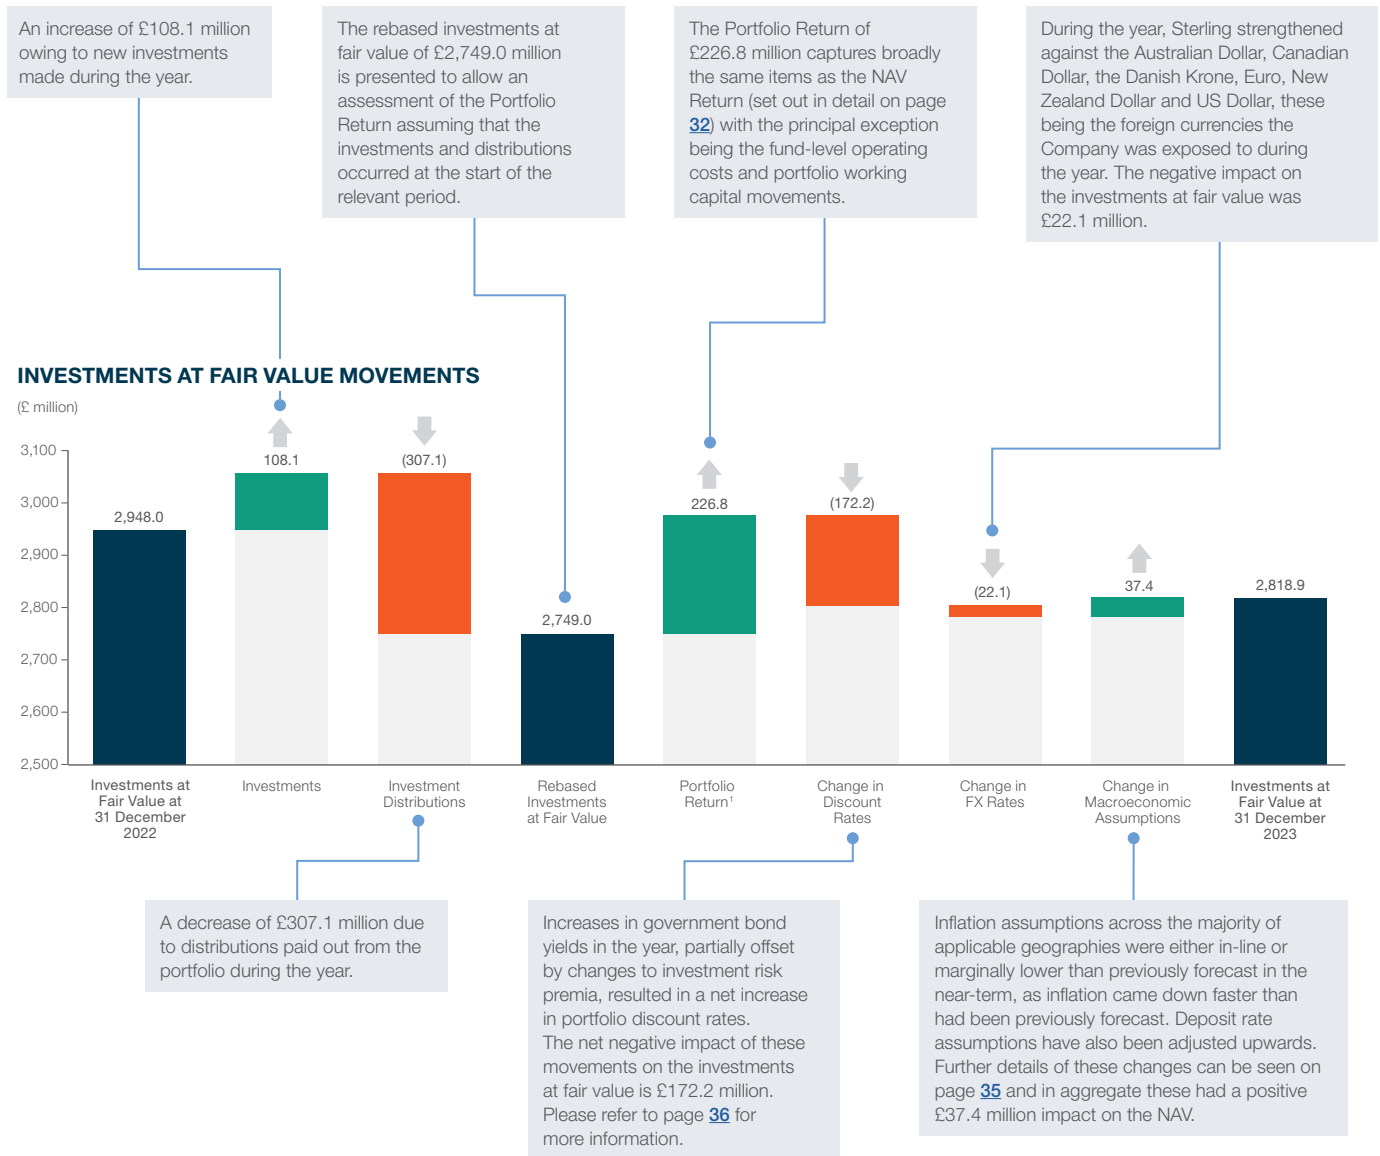 An increase of £108.1 million
owing to new investments
made during the year.
The rebased investments at
fair value of £2,749.0 million
is presented to allow an
assessment of the Portfolio
Return assuming that the
investments and distributions
occurred at the start of the
relevant period.
The Portfolio Return of
£226.8 million captures broadly
the same items as the NAV
Return (set out in detail on page
32) with the principal exception
being the fund-level operating
costs and portfolio working
capital movements.
During the year, Sterling strengthened
against the Australian Dollar, Canadian
Dollar, the Danish Krone, Euro, New
Zealand Dollar and US Dollar, these
being the foreign currencies the
Company was exposed to during
the year. The negative impact on
the investments at fair value was
£22.1 million.
INVESTMENTS AT FAIR VALUE MOVEMENTS
(£ million)
3,100
3,000
2,900
2,800
2,700
2,600
2,500
2,948.0
108.1
(307.1)
2,749.0
226.8
(172.2)
(22.1)
37.4
2,818.9
Investments at
Fair Value at
31 December
2022
Investments
Investment
Distributions
Rebased
Investments
at Fair Value
Portfolio
Return¹
Change in
Discount
Rates
Change in
FX Rates
Change in
Macroeconomic
Assumptions
Investments at
Fair Value at
31 December
2023
A decrease of £307.1 million due
to distributions paid out from the
portfolio during the year.
Increases in government bond
yields in the year, partially offset
by changes to investment risk
premia, resulted in a net increase
in portfolio discount rates.
The net negative impact of these
movements on the investments
at fair value is £172.2 million.
Please refer to page 36 for
more information.
Inflation assumptions across the majority of
applicable geographies were either in-line or
marginally lower than previously forecast in the
near-term, as inflation came down faster than
had been previously forecast. Deposit rate
assumptions have also been adjusted upwards.
Further details of these changes can be seen on
page 35 and in aggregate these had a positive
£37.4 million impact on the NAV.